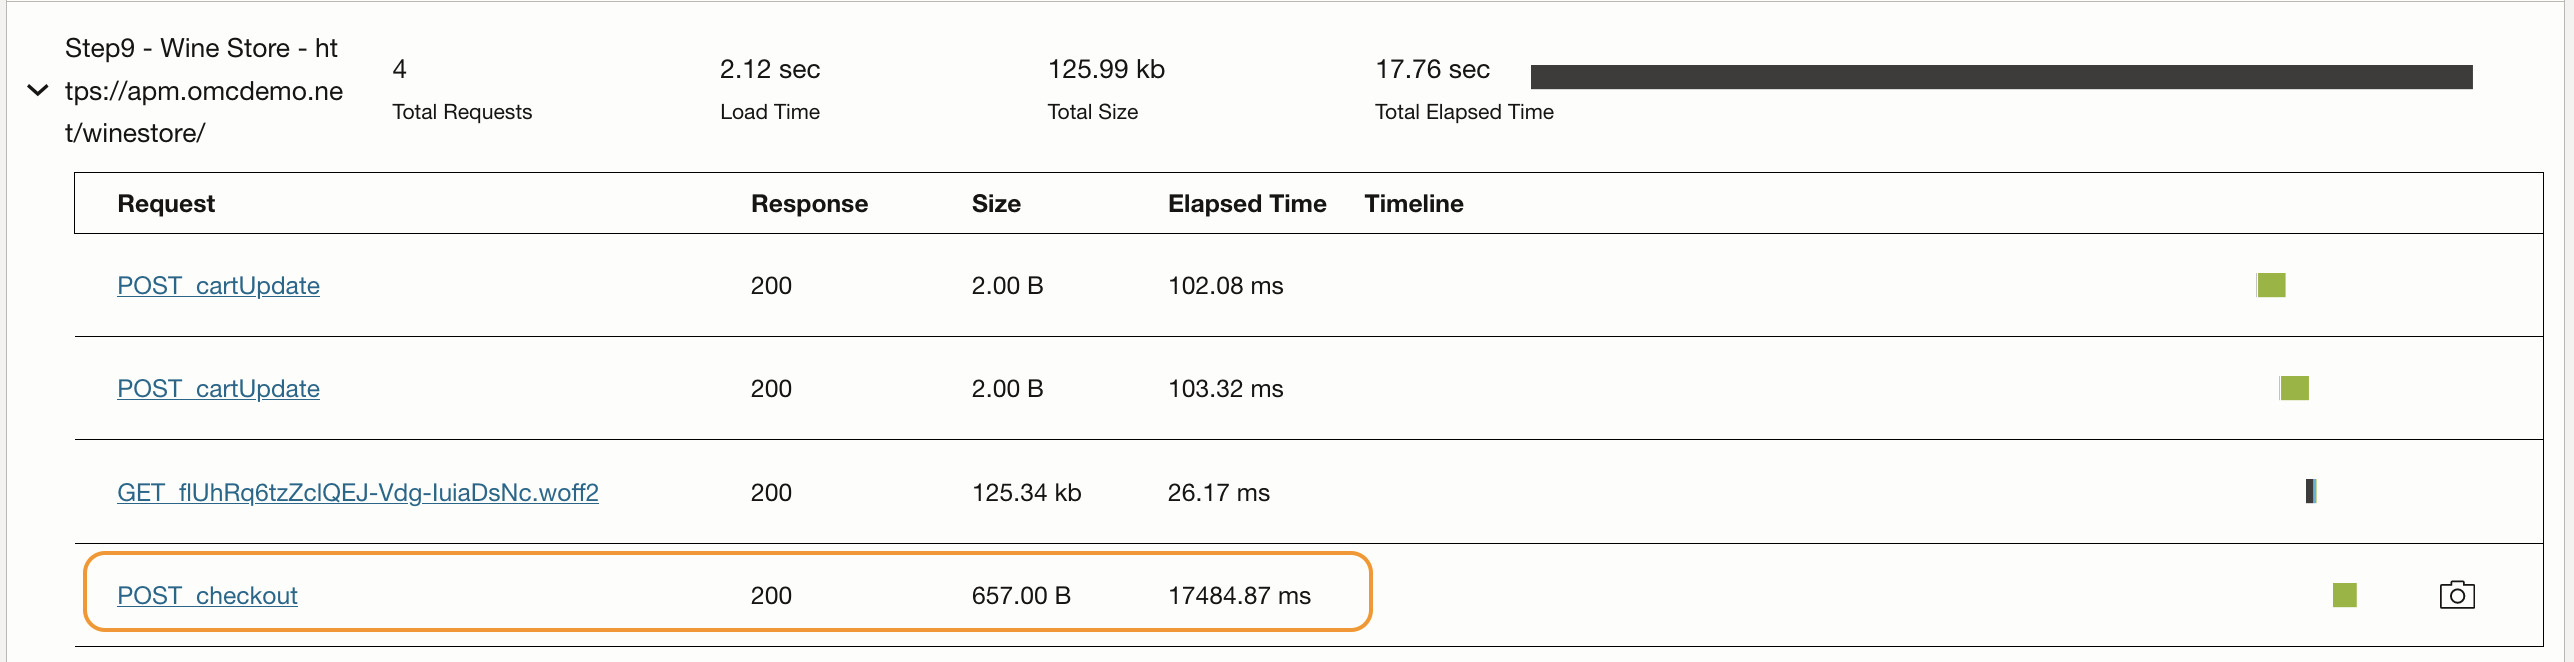 Step9 - Wine Store - ht
tps://apm.omcdemo.ne
t/winestore/
4
Total Requests
2.12 sec
Load Time
125.99 kb
Total Size
17.76 sec
Total Elapsed Time
Request Response Size Elapsed Time Timeline
POST cartUpdate 200 2.00 B 102.08 ms
POST cartUpdate 200 2.00 B 103.32 ms
GET flUhRq6tzZclQEJ-Vdg-IuiaDsNc.woff2 200 125.34 kb 26.17 ms
POST checkout 200 657.00 B 17484.87 ms